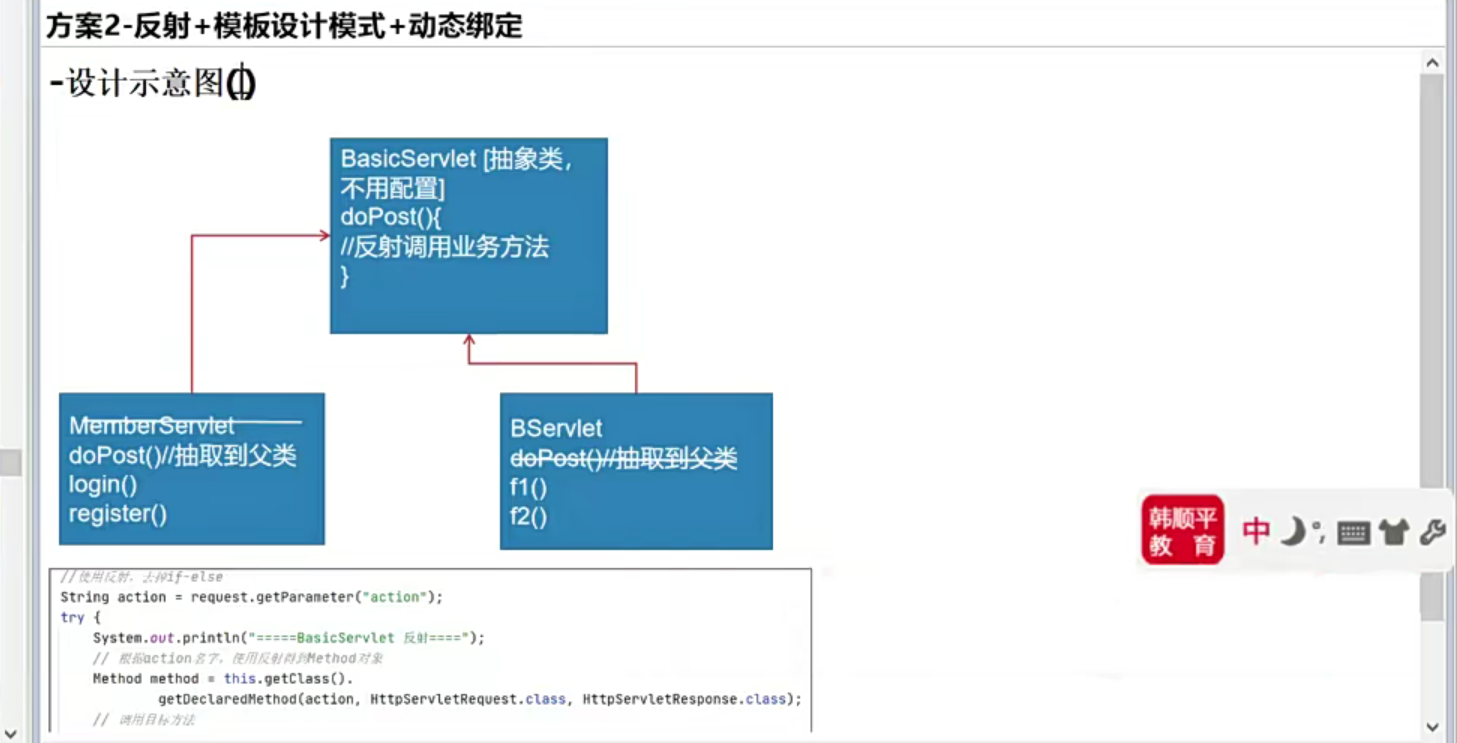 方案2-反射+模板设计模式+动态绑定
-设计示意图()
BasicServlet [抽象类，
不用配置]
doPost(){
//反射调用业务方法
}
MemberServlet
doPost()//抽取到父类
login()
register()
BServlet
doPost()//抽取到父类
f1()
f2()
韩顺平
教 育
中
//使用反射，去掉if-else
String action = request.getParameter("action");
try {
System.out.println("=====BasicServlet 反射====");
// 根据action名字，使用反射得到Method对象
Method method = this.getClass().
getDeclaredMethod(action, HttpServletRequest.class, HttpServletResponse.class);
// 调用目标方法